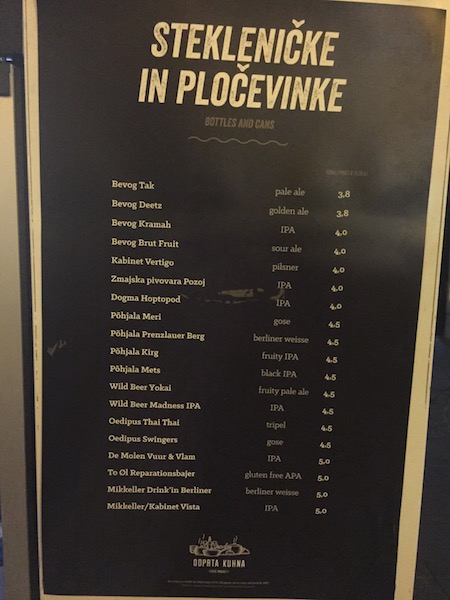 STEKLENIČKE
IN PLOČEVINKE
BOTTLES AND CANS
Bevog Tak pale ale 3,8
Bevog Deetz golden ale 3,8
Bevog Kramah IPA 4,0
Bevog Brut Fruit sour ale 4,0
Kabinet Vertigo pilsner 4,0
Zmajska pivovara Pozoj IPA 4,0
Dogma Hoptopod IPA 4,0
Põhjala Meri gose 4,5
Põhjala Prenzlauer Berg berliner weisse 4,5
Põhjala Kirg fruity IPA 4,5
Põhjala Mets black IPA 4,5
Wild Beer Yokai fruity pale ale 4,5
Wild Beer Madness IPA IPA 4,5
Oedipus Thai Thai tripel 4,5
Oedipus Swingers gose 4,5
De Molen Vuur & Vlam IPA 5,0
To Øl Reparationsbajer gluten free APA 5,0
Mikkeller Drink'in Berliner berliner weisse 5,0
Mikkeller/Kabinet Vista IPA 5,0
ODPRTA KUHNA